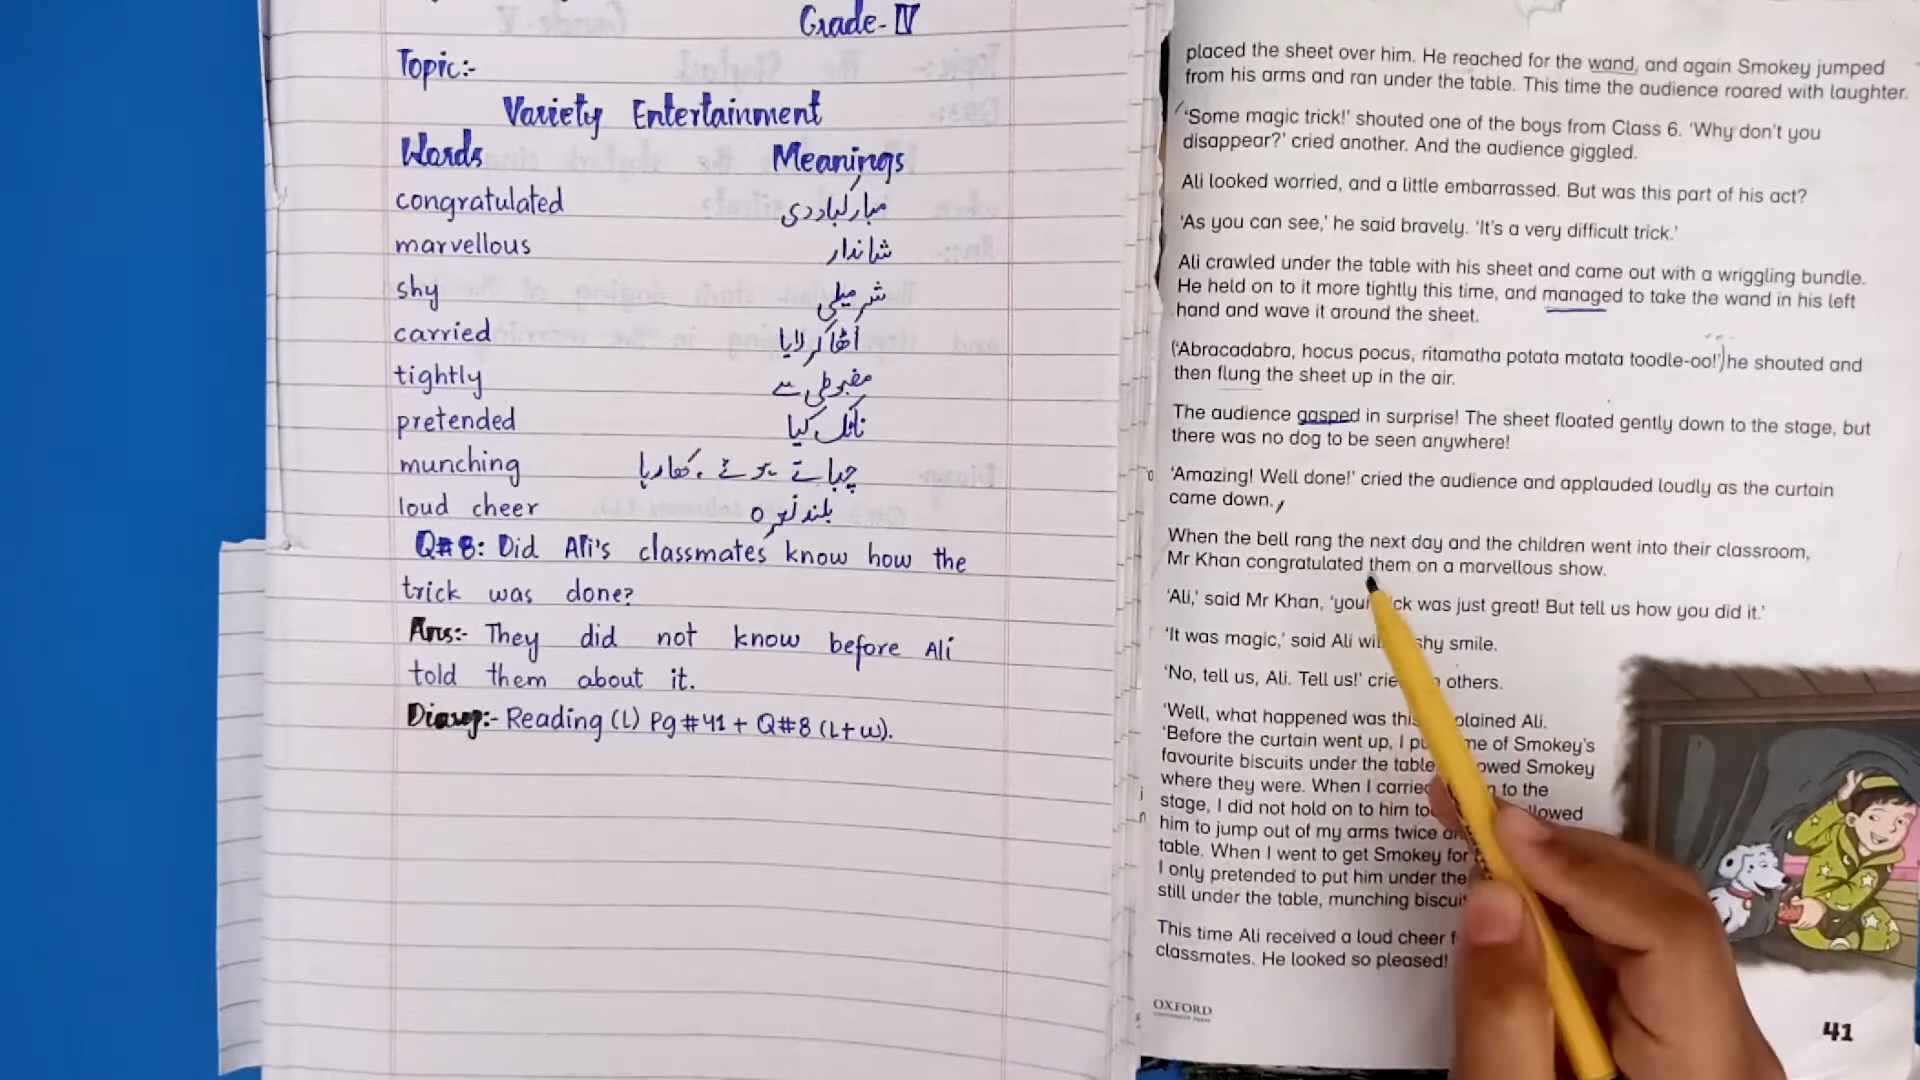 Grade-IV
Topic:-
Variety Entertainment
Words Meanings
congratulated مبارکباد دی
marvellous شاندار
shy شرمیلی
carried اُٹھا کر لایا
tightly مضبوطی سے
pretended ناٹک کیا
munching چباتے ہوئے، کھا رہا
loud cheer بلند نعرہ
Q#8: Did Ali's classmates know how the
trick was done?
Ans:- They did not know before Ali
told them about it.
Reading (L) Pg#41 + Q#8 (L+w).
placed the sheet over him. He reached for the wand, and again Smokey jumped
from his arms and ran under the table. This time the audience roared with laughter.
‘Some magic trick!’ shouted one of the boys from Class 6. ‘Why don’t you
disappear?’ cried another. And the audience giggled.
Ali looked worried, and a little embarrassed. But was this part of his act?
‘As you can see,’ he said bravely. ‘It’s a very difficult trick.’
Ali crawled under the table with his sheet and came out with a wriggling bundle.
He held on to it more tightly this time, and managed to take the wand in his left
hand and wave it around the sheet.
(‘Abracadabra, hocus pocus, ritamatha potata matata toodle-oo!’) he shouted and
then flung the sheet up in the air.
The audience gasped in surprise! The sheet floated gently down to the stage, but
there was no dog to be seen anywhere!
‘Amazing! Well done!’ cried the audience and applauded loudly as the curtain
came down.
When the bell rang the next day and the children went into their classroom,
Mr Khan congratulated them on a marvellous show.
‘Ali,’ said Mr Khan, ‘your ck was just great! But tell us how you did it.’
‘It was magic,’ said Ali wi shy smile.
‘No, tell us, Ali. Tell us!’ crie others.
‘Well, what happened was this plained Ali.
‘Before the curtain went up, I pu me of Smokey’s
favourite biscuits under the table owed Smokey
where they were. When I carried to the
stage, I did not hold on to him too llowed
him to jump out of my arms twice
table. When I went to get Smokey for
I only pretended to put him under the
still under the table, munching biscui
This time Ali received a loud cheer
classmates. He looked so pleased!
OXFORD
UNIVERSITY PRESS
41